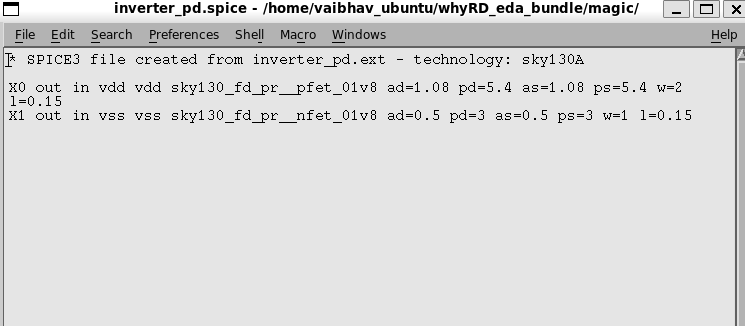 inverter_pd.spice - /home/vaibhav_ubuntu/whyRD_eda_bundle/magic/
File Edit Search Preferences Shell Macro Windows Help
* SPICE3 file created from inverter_pd.ext - technology: sky130A
X0 out in vdd vdd sky130_fd_pr__pfet_01v8 ad=1.08 pd=5.4 as=1.08 ps=5.4 w=2
l=0.15
X1 out in vss vss sky130_fd_pr__nfet_01v8 ad=0.5 pd=3 as=0.5 ps=3 w=1 l=0.15